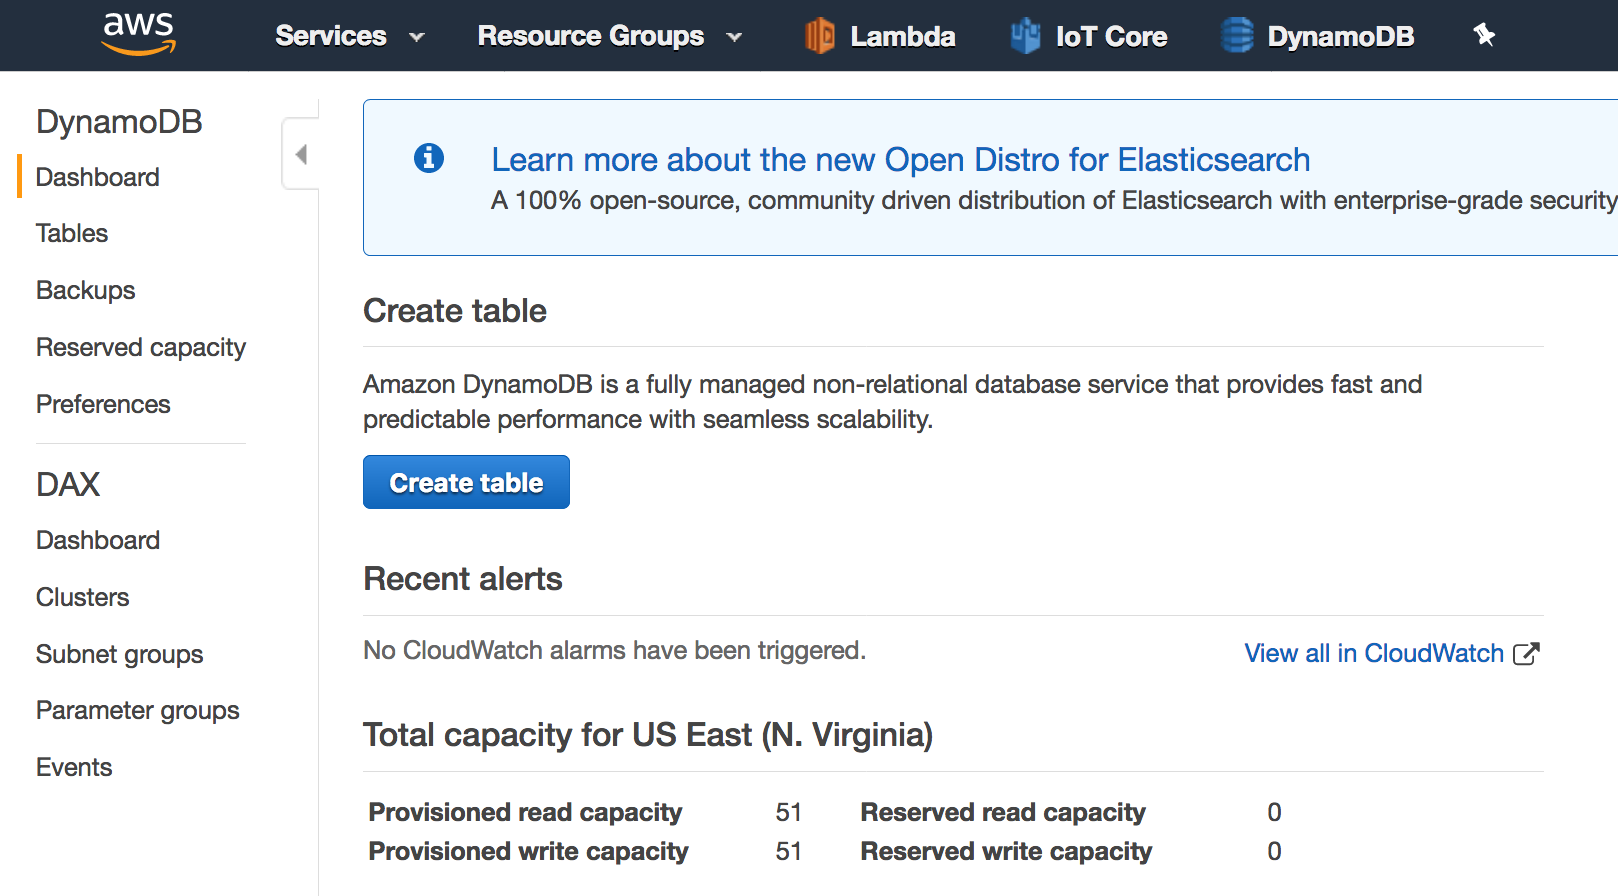 aws
Services
Resource Groups
Lambda
IoT Core
DynamoDB
DynamoDB
Dashboard
Tables
Backups
Reserved capacity
Preferences
DAX
Dashboard
Clusters
Subnet groups
Parameter groups
Events
Learn more about the new Open Distro for Elasticsearch
A 100% open-source, community driven distribution of Elasticsearch with enterprise-grade security
Create table
Amazon DynamoDB is a fully managed non-relational database service that provides fast and
predictable performance with seamless scalability.
Create table
Recent alerts
No CloudWatch alarms have been triggered.
View all in CloudWatch
Total capacity for US East (N. Virginia)
Provisioned read capacity 51 Reserved read capacity 0
Provisioned write capacity 51 Reserved write capacity 0